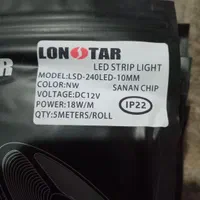 LONSTAR
LED STRIP LIGHT
MODEL:LSD-240LED-10MM
COLOR:NW SANAN CHIP
VOLTAGE:DC12V
POWER:18W/M IP22
QTY:5METERS/ROLL
TAR